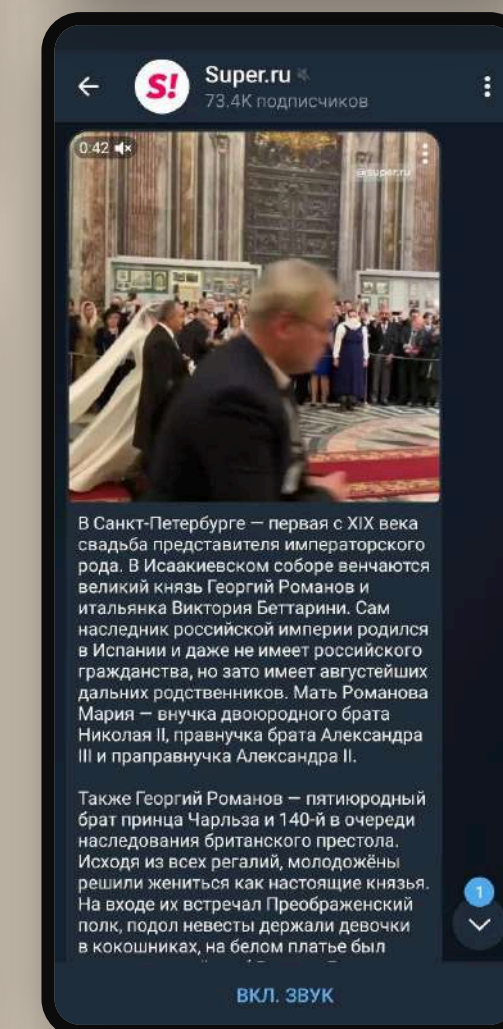 Super.ru
73.4K подписчиков
0:42
@super.ru
В Санкт-Петербурге — первая с XIX века
свадьба представителя императорского
рода. В Исаакиевском соборе венчаются
великий князь Георгий Романов и
итальянка Виктория Беттарини. Сам
наследник российской империи родился
в Испании и даже не имеет российского
гражданства, но зато имеет августейших
дальних родственников. Мать Романова
Мария — внучка двоюродного брата
Николая II, правнучка брата Александра
III и праправнучка Александра II.
Также Георгий Романов — пятиюродный
брат принца Чарльза и 140-й в очереди
наследования британского престола.
Исходя из всех регалий, молодожёны
решили жениться как настоящие князья.
На входе их встречал Преображенский
полк, подол невесты держали девочки
в кокошниках, на белом платье был
1
ВКЛ. ЗВУК